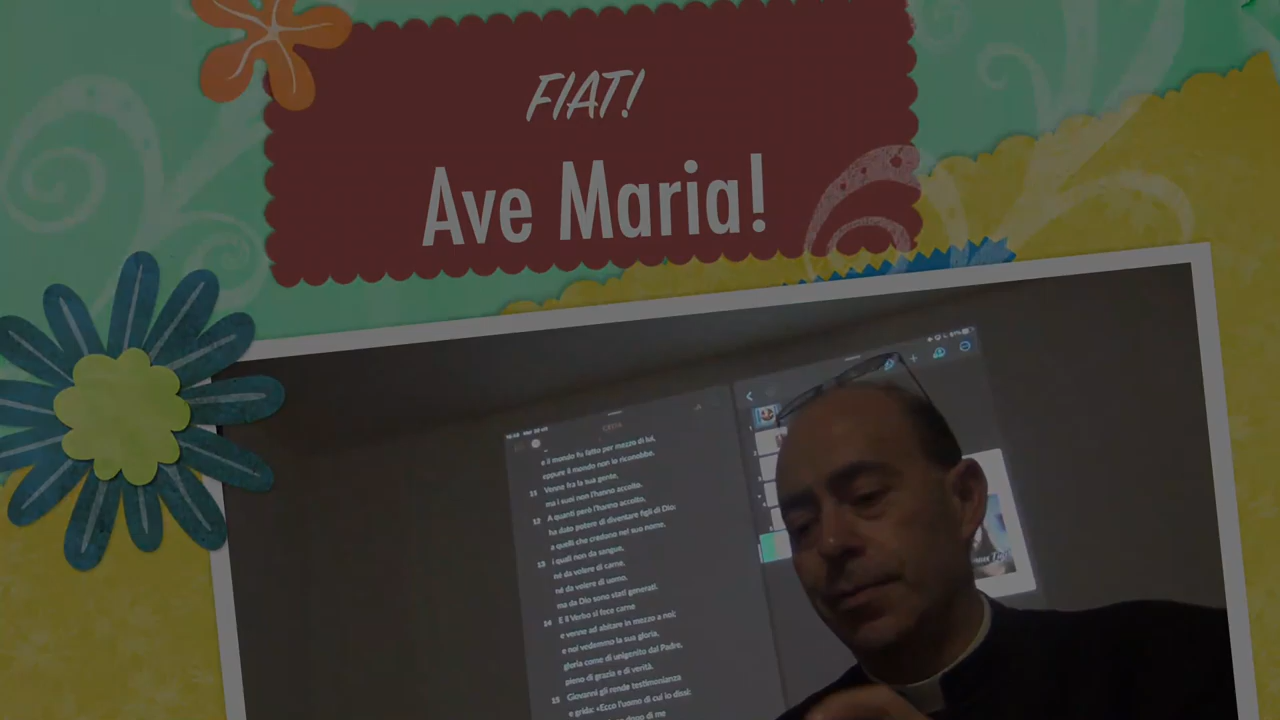 FIAT!
Ave Maria!
e il mondo fu fatto per mezzo di lui,
eppure il mondo non lo riconobbe.
11 Venne fra la sua gente,
ma i suoi non l'hanno accolto.
12 A quanti però l'hanno accolto,
ha dato potere di diventare figli di Dio:
a quelli che credono nel suo nome,
13 i quali non da sangue,
né da volere di carne,
né da volere di uomo,
ma da Dio sono stati generati.
14 E il Verbo si fece carne
e venne ad abitare in mezzo a noi;
e noi vedemmo la sua gloria,
gloria come di unigenito dal Padre,
pieno di grazia e di verità.
15 Giovanni gli rende testimonianza
e grida: «Ecco l'uomo di cui io dissi:
dopo di me